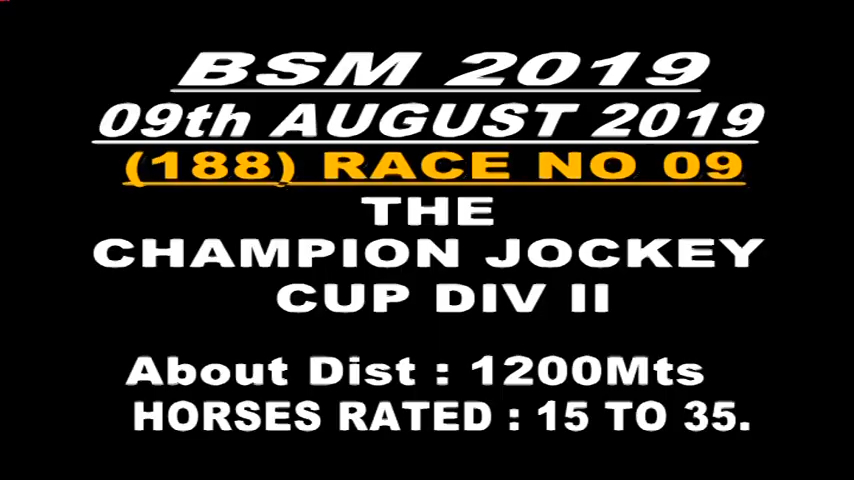 BSM 2019
09th AUGUST 2019
(188) RACE NO 09
THE
CHAMPION JOCKEY
CUP DIV II
About Dist : 1200Mts
HORSES RATED : 15 TO 35.